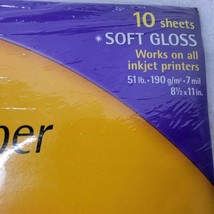 10 sheets
SOFT GLOSS
Works on all
inkjet printers
51 lb. • 190 g/m² • 7 mil
8½ x 11 in.
per